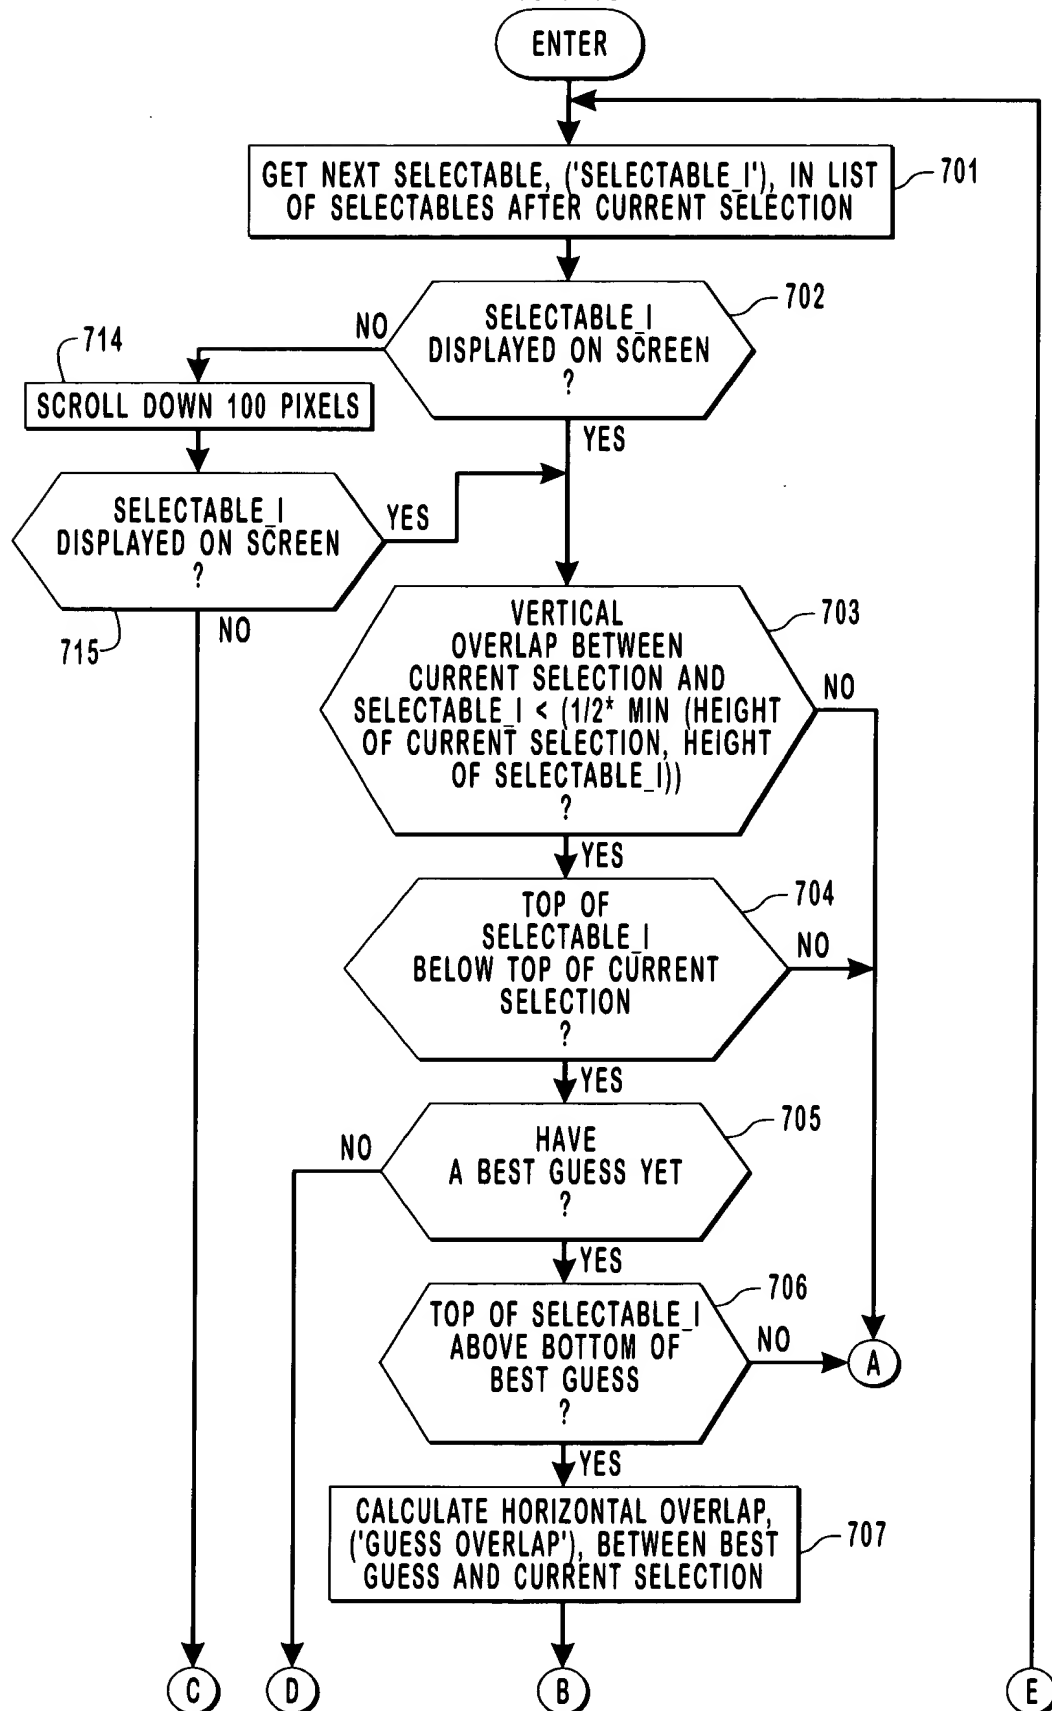 ENTER
GET NEXT SELECTABLE, ('SELECTABLE_I'), IN LIST
OF SELECTABLES AFTER CURRENT SELECTION
701
SELECTABLE_I
DISPLAYED ON SCREEN
?
702
NO
YES
714
SCROLL DOWN 100 PIXELS
SELECTABLE_I
DISPLAYED ON SCREEN
?
YES
NO
715
VERTICAL
OVERLAP BETWEEN
CURRENT SELECTION AND
SELECTABLE_I < (1/2* MIN (HEIGHT
OF CURRENT SELECTION, HEIGHT
OF SELECTABLE_I))
?
703
NO
YES
TOP OF
SELECTABLE_I
BELOW TOP OF CURRENT
SELECTION
?
704
NO
YES
HAVE
A BEST GUESS YET
?
705
NO
YES
TOP OF SELECTABLE_I
ABOVE BOTTOM OF
BEST GUESS
?
706
NO
A
YES
CALCULATE HORIZONTAL OVERLAP,
('GUESS OVERLAP'), BETWEEN BEST
GUESS AND CURRENT SELECTION
707
C
D
B
E